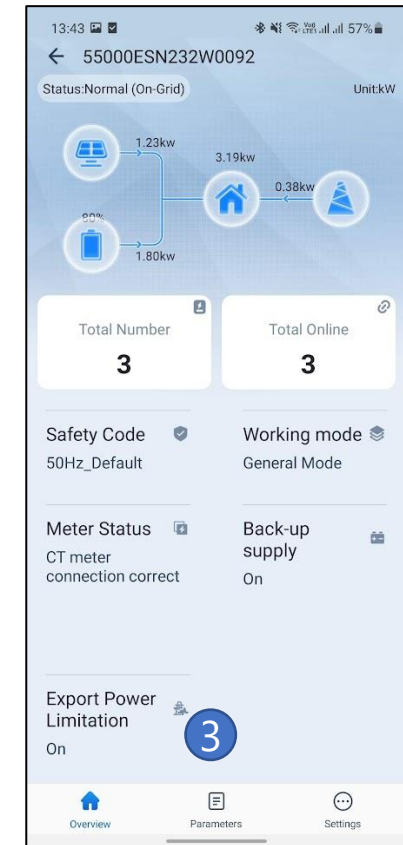 13:43 57%
55000ESN232W0092
Status:Normal (On-Grid) Unit:kW
1.23kw
3.19kw
0.38kw
80%
1.80kw
Total Number
3
Total Online
3
Safety Code
50Hz_Default
Working mode
General Mode
Meter Status
CT meter
connection correct
Back-up
supply
On
Export Power
Limitation
On
3
Overview Parameters Settings